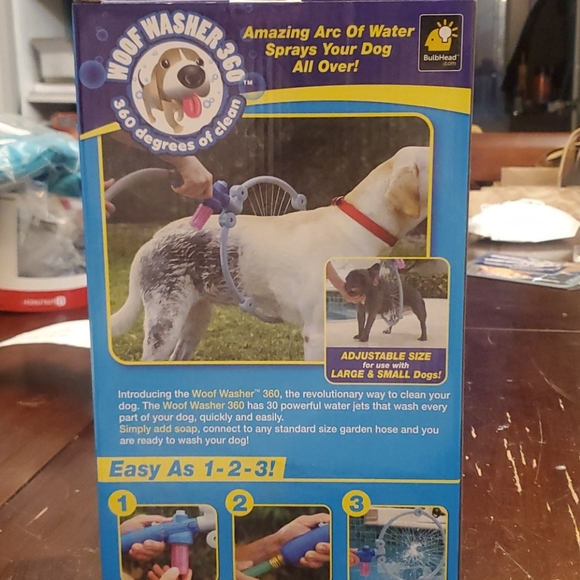 WOOF WASHER 360™
360 degrees of clean
Amazing Arc Of Water
Sprays Your Dog
All Over!
BulbHead
.com
ADJUSTABLE SIZE
for use with
LARGE & SMALL Dogs!
Introducing the Woof Washer™ 360, the revolutionary way to clean your
dog. The Woof Washer 360 has 30 powerful water jets that wash every
part of your dog, quickly and easily.
Simply add soap, connect to any standard size garden hose and you
are ready to wash your dog!
Easy As 1-2-3!
1
2
3